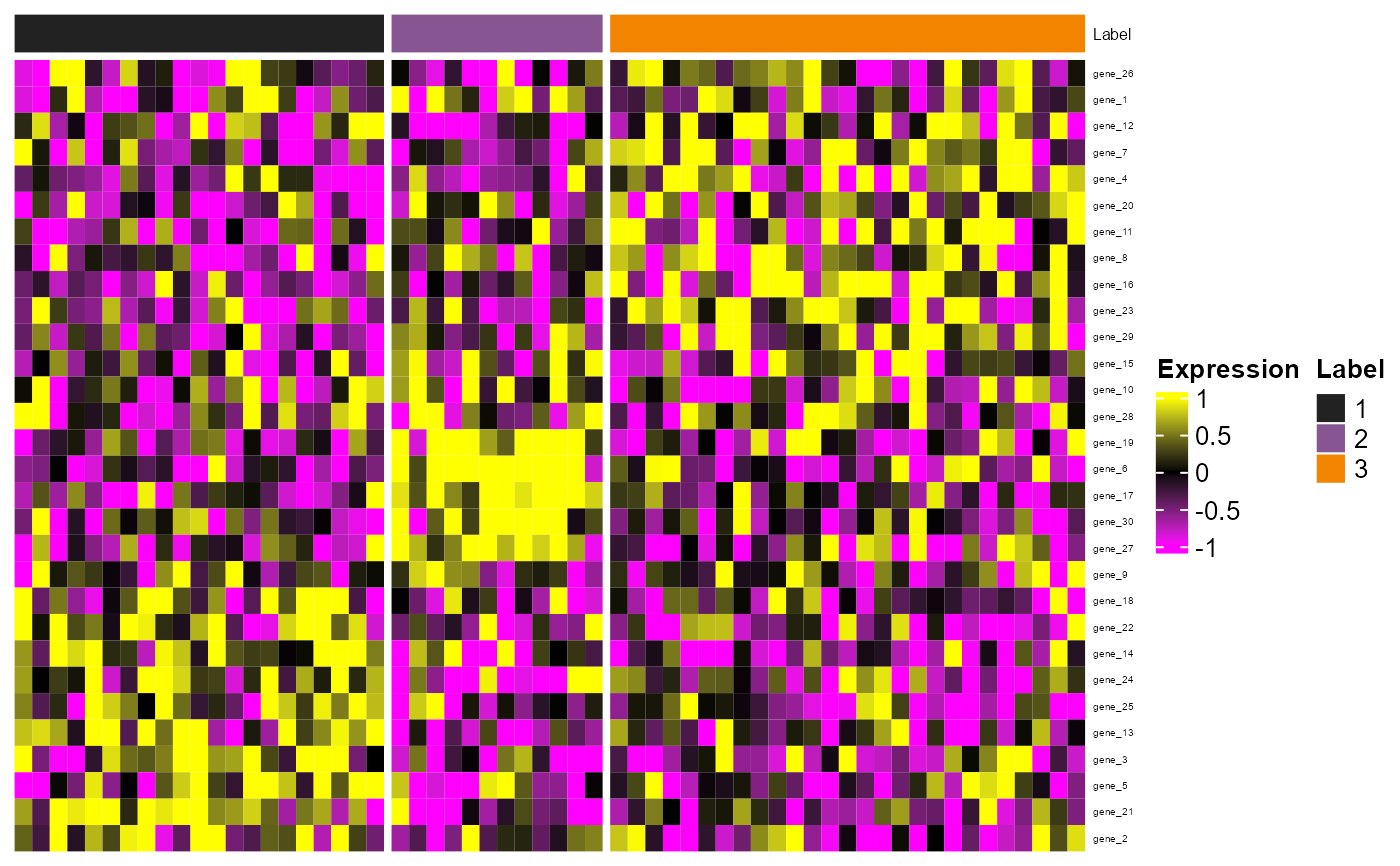 Label
gene_26
gene_1
gene_12
gene_7
gene_4
gene_20
gene_11
gene_8
gene_16
gene_23
gene_29
gene_15
gene_10
gene_28
gene_19
gene_6
gene_17
gene_30
gene_27
gene_9
gene_18
gene_22
gene_14
gene_24
gene_25
gene_13
gene_3
gene_5
gene_21
gene_2
Expression
1
0.5
0
-0.5
-1
Label
1
2
3